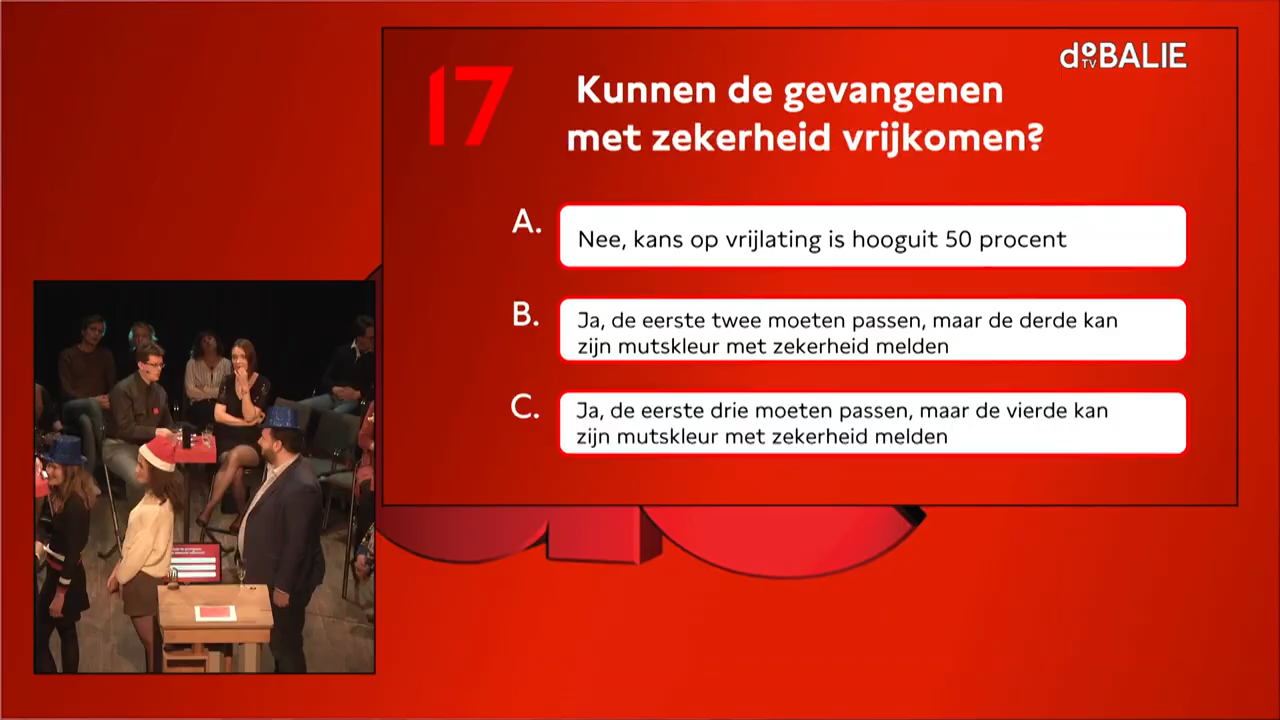 17
Kunnen de gevangenen
met zekerheid vrijkomen?
dTVBALIE
A.
Nee, kans op vrijlating is hooguit 50 procent
B.
Ja, de eerste twee moeten passen, maar de derde kan
zijn mutskleur met zekerheid melden
C.
Ja, de eerste drie moeten passen, maar de vierde kan
zijn mutskleur met zekerheid melden